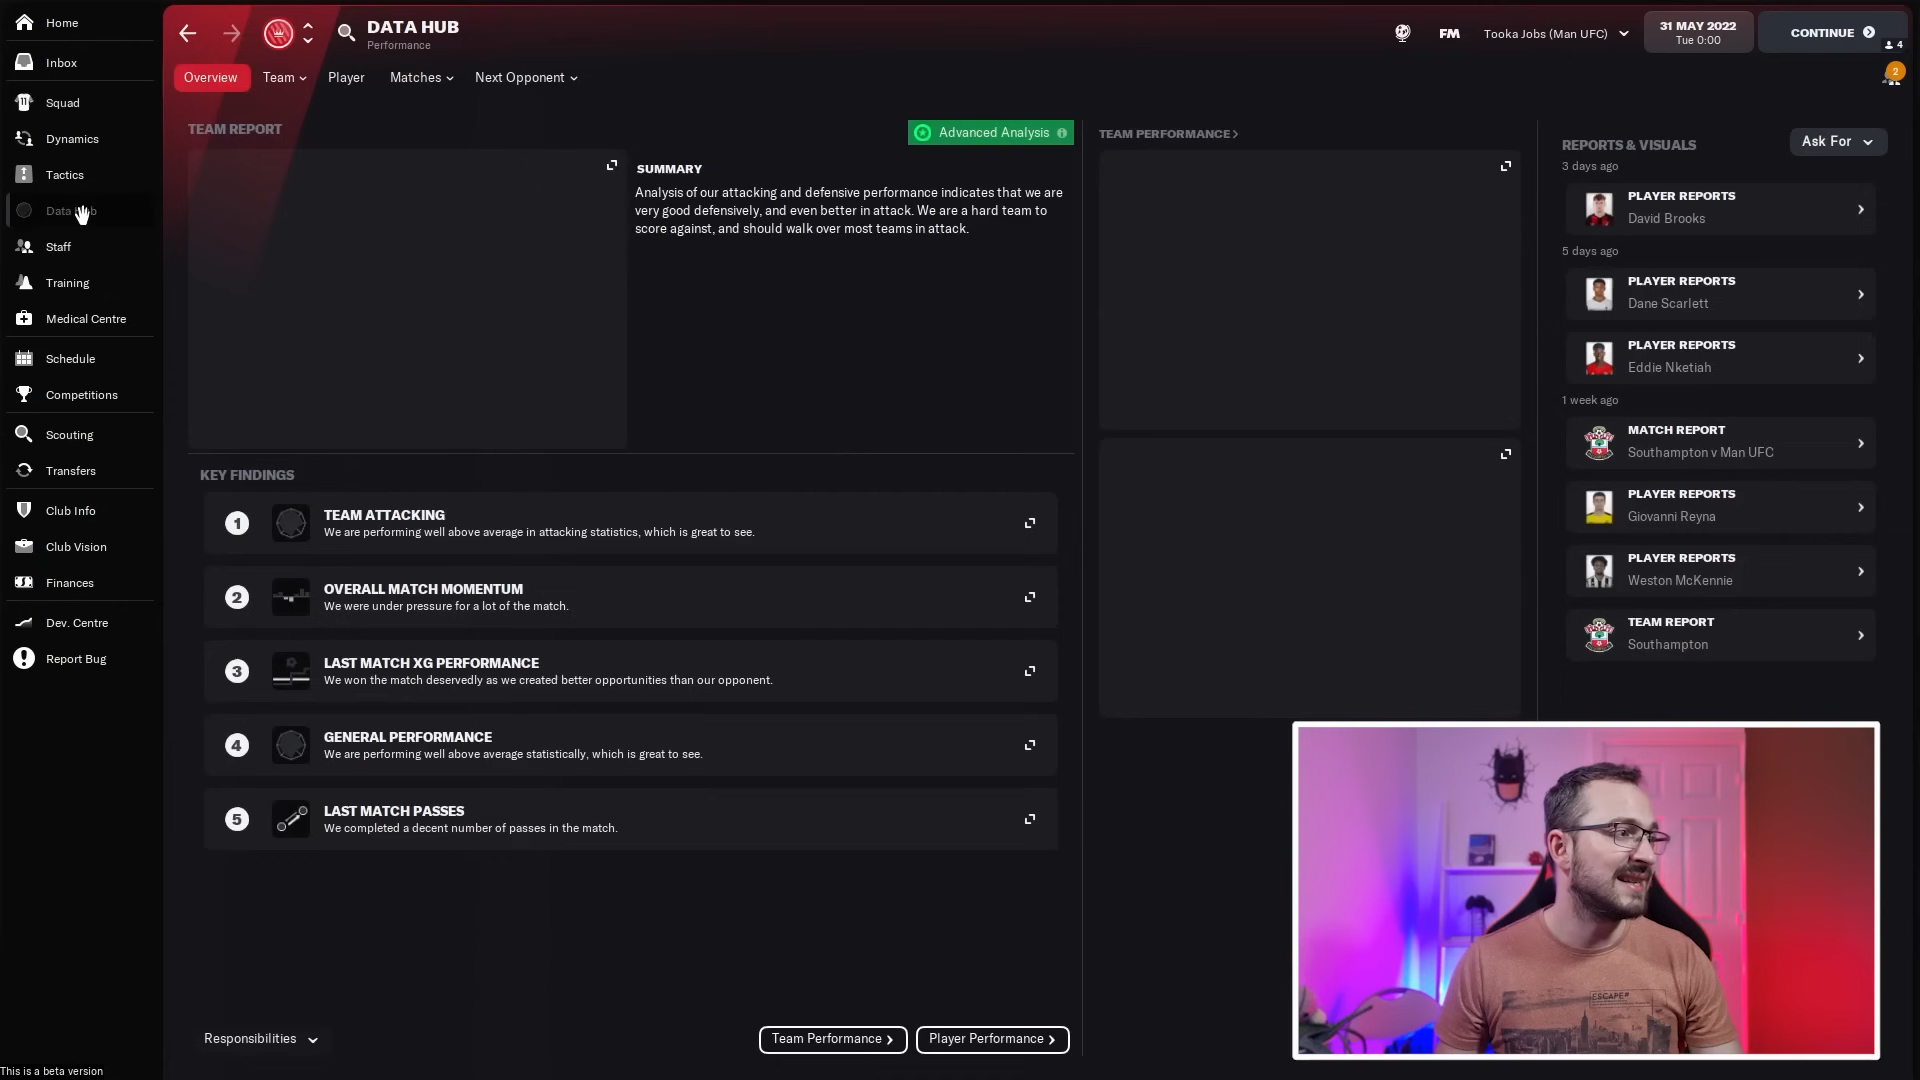 Home
Inbox
Squad
Dynamics
Tactics
Data Hub
Staff
Training
Medical Centre
Schedule
Competitions
Scouting
Transfers
Club Info
Club Vision
Finances
Dev. Centre
Report Bug
This is a beta version
DATA HUB
Performance
FM
Tooka Jobs (Man UFC)
31 MAY 2022
Tue 0:00
CONTINUE
4
2
Overview
Team
Player
Matches
Next Opponent
TEAM REPORT
Advanced Analysis
SUMMARY
Analysis of our attacking and defensive performance indicates that we are
very good defensively, and even better in attack. We are a hard team to
score against, and should walk over most teams in attack.
KEY FINDINGS
1
TEAM ATTACKING
We are performing well above average in attacking statistics, which is great to see.
2
OVERALL MATCH MOMENTUM
We were under pressure for a lot of the match.
3
LAST MATCH XG PERFORMANCE
We won the match deservedly as we created better opportunities than our opponent.
4
GENERAL PERFORMANCE
We are performing well above average statistically, which is great to see.
5
LAST MATCH PASSES
We completed a decent number of passes in the match.
Responsibilities
Team Performance
Player Performance
TEAM PERFORMANCE
REPORTS & VISUALS
Ask For
3 days ago
PLAYER REPORTS
David Brooks
5 days ago
PLAYER REPORTS
Dane Scarlett
PLAYER REPORTS
Eddie Nketiah
1 week ago
MATCH REPORT
Southampton v Man UFC
PLAYER REPORTS
Giovanni Reyna
PLAYER REPORTS
Weston McKennie
TEAM REPORT
Southampton
ESCAPE#